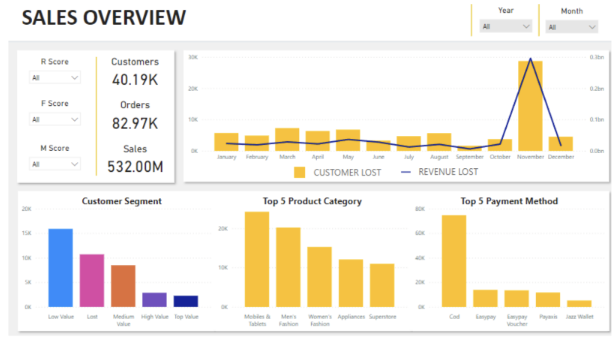 SALES OVERVIEW
Year
Month
All
All
R Score
All
F Score
All
M Score
All
Customers
40.19K
Orders
82.97K
Sales
532.00M
30K
20K
10K
0K
0.3bn
0.2bn
0.1bn
0.0bn
January February March April May June July August September October November December
CUSTOMER LOST
REVENUE LOST
Customer Segment
20K
15K
10K
5K
0K
Low Value Lost Medium Value High Value Top Value
Top 5 Product Category
20K
10K
0K
Mobiles & Tablets Men's Fashion Women's Fashion Appliances Superstore
Top 5 Payment Method
80K
60K
40K
20K
0K
Cod Easypay Easypay Voucher Payaxis Jazz Wallet